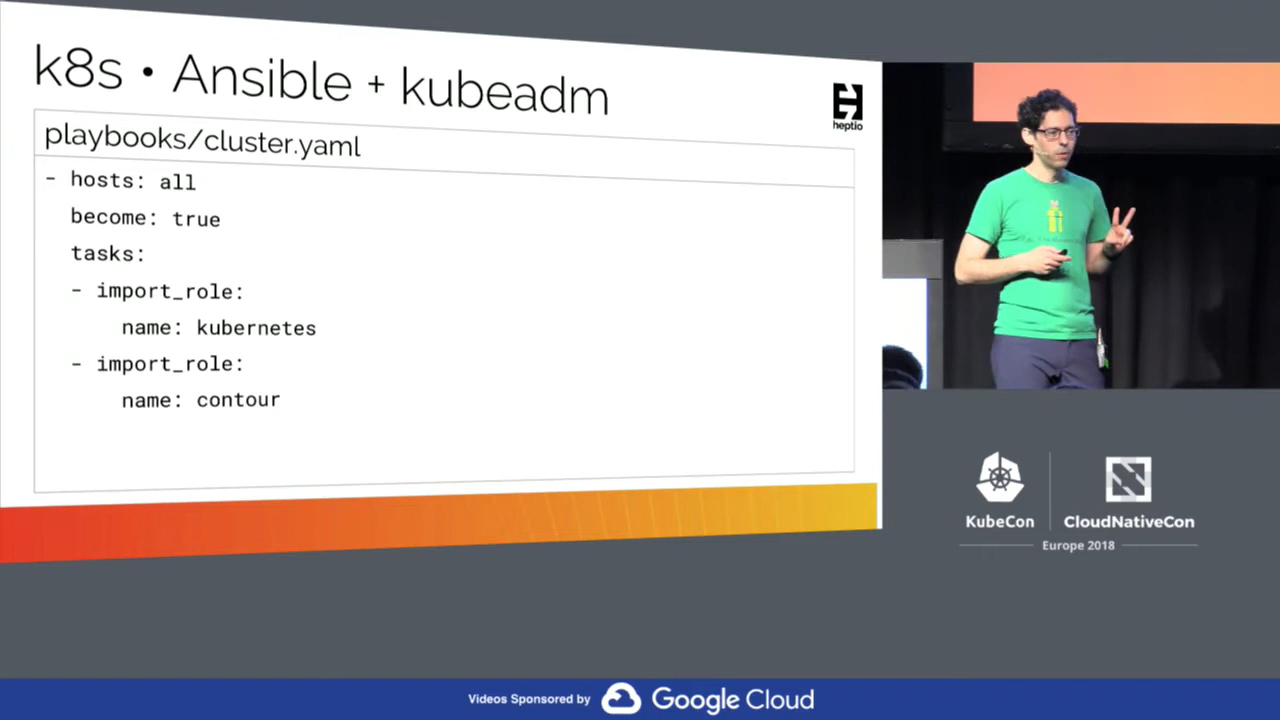 k8s • Ansible + kubeadm
heptio
playbooks/cluster.yaml
- hosts: all
become: true
tasks:
- import_role:
name: kubernetes
- import_role:
name: contour
KubeCon
CloudNativeCon
Europe 2018
Videos Sponsored by Google Cloud